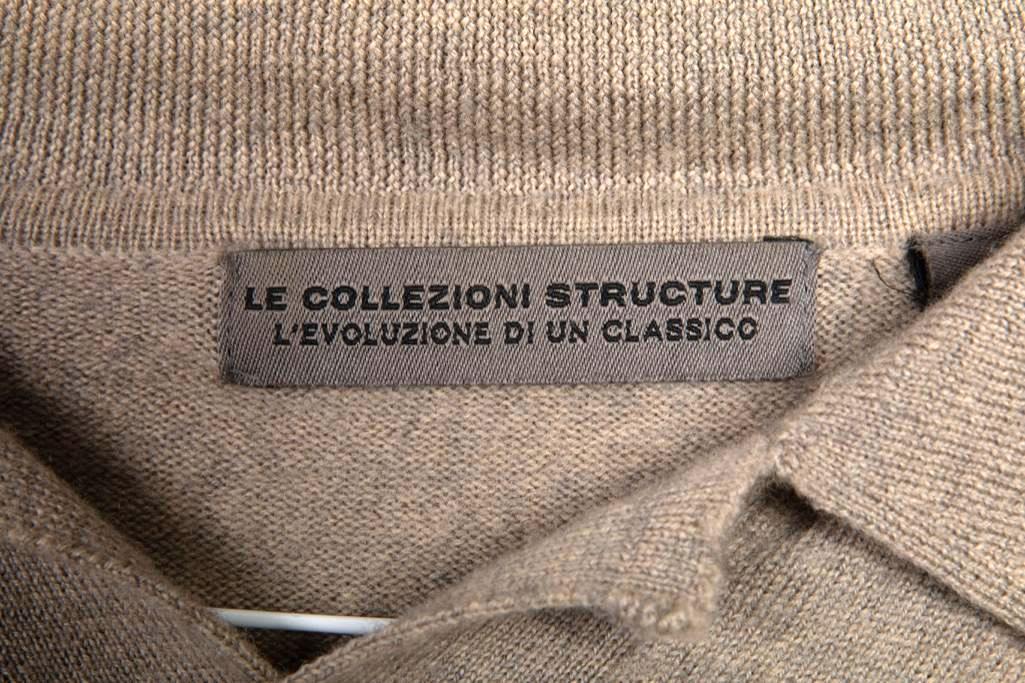 LE COLLEZIONI STRUCTURE
L'EVOLUZIONE DI UN CLASSICO